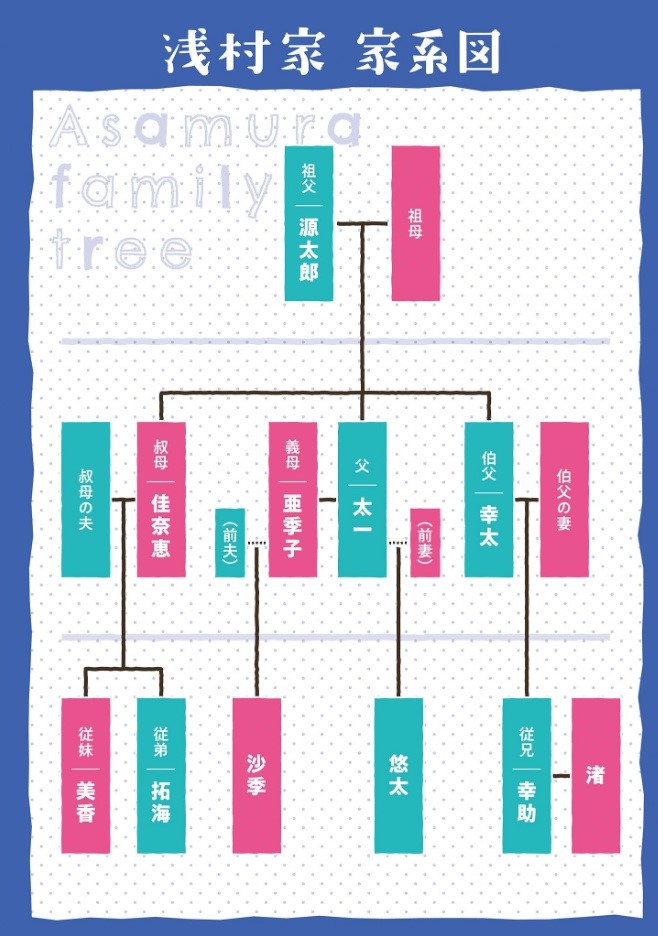 浅村家 家系図
Asamura
family
tree
祖父
源太郎
祖母
叔母の夫
叔母
佳奈恵
（前夫）
義母
亜季子
父
太一
（前妻）
伯父
幸太
伯父の妻
従妹
美香
従弟
拓海
沙季
悠太
従兄
幸助
渚